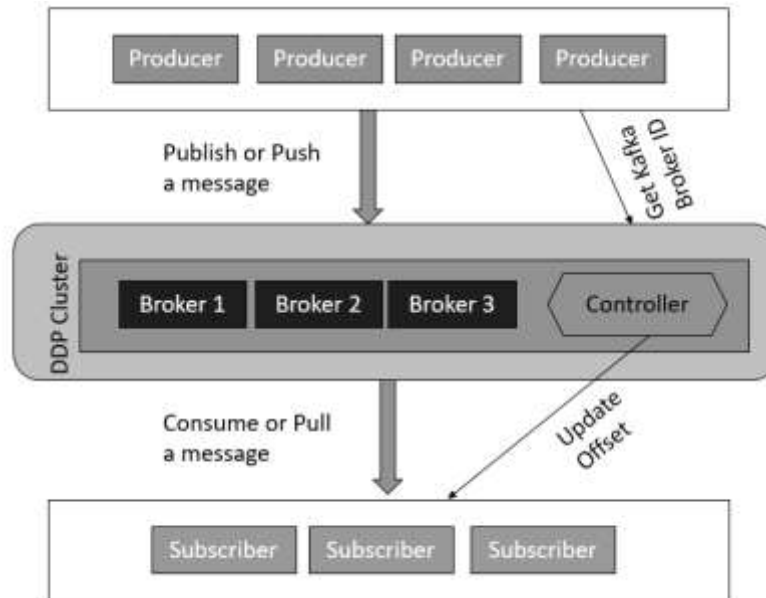 Producer Producer Producer Producer
Publish or Push
a message
Get Kafka
Broker ID
DDP Cluster
Broker 1 Broker 2 Broker 3 Controller
Consume or Pull
a message
Update
Offset
Subscriber Subscriber Subscriber